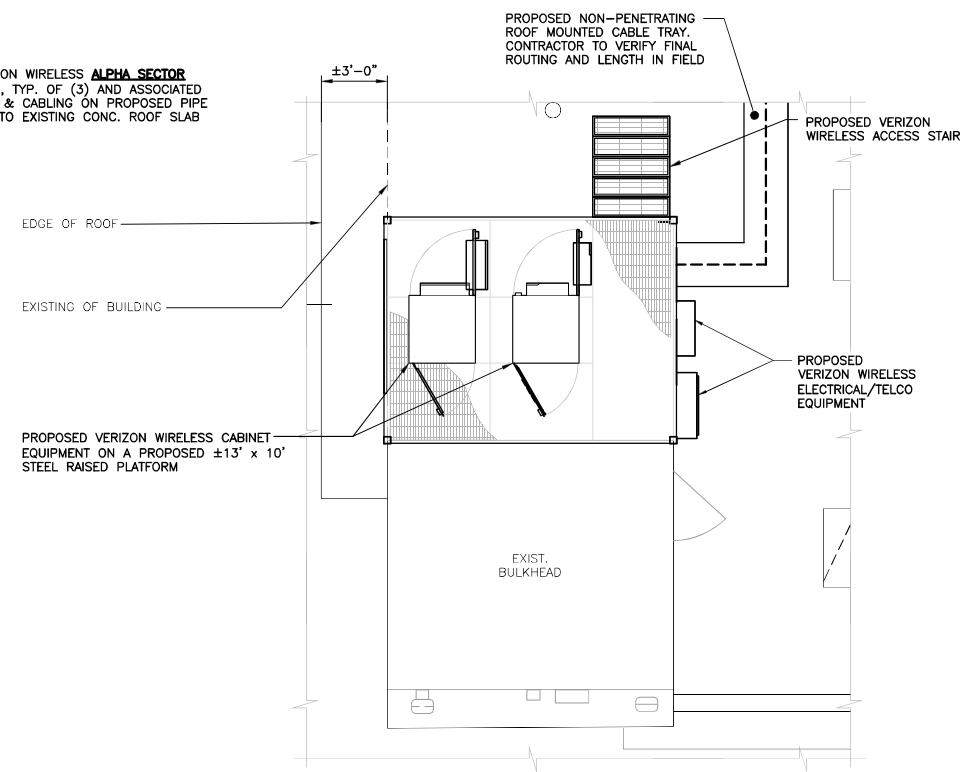 PROPOSED NON-PENETRATING
ROOF MOUNTED CABLE TRAY.
CONTRACTOR TO VERIFY FINAL
ROUTING AND LENGTH IN FIELD
±3'-0"
ON WIRELESS ALPHA SECTOR
, TYP. OF (3) AND ASSOCIATED
& CABLING ON PROPOSED PIPE
TO EXISTING CONC. ROOF SLAB
PROPOSED VERIZON
WIRELESS ACCESS STAIR
EDGE OF ROOF
EXISTING OF BUILDING
PROPOSED
VERIZON WIRELESS
ELECTRICAL/TELCO
EQUIPMENT
PROPOSED VERIZON WIRELESS CABINET
EQUIPMENT ON A PROPOSED ±13' x 10'
STEEL RAISED PLATFORM
EXIST.
BULKHEAD